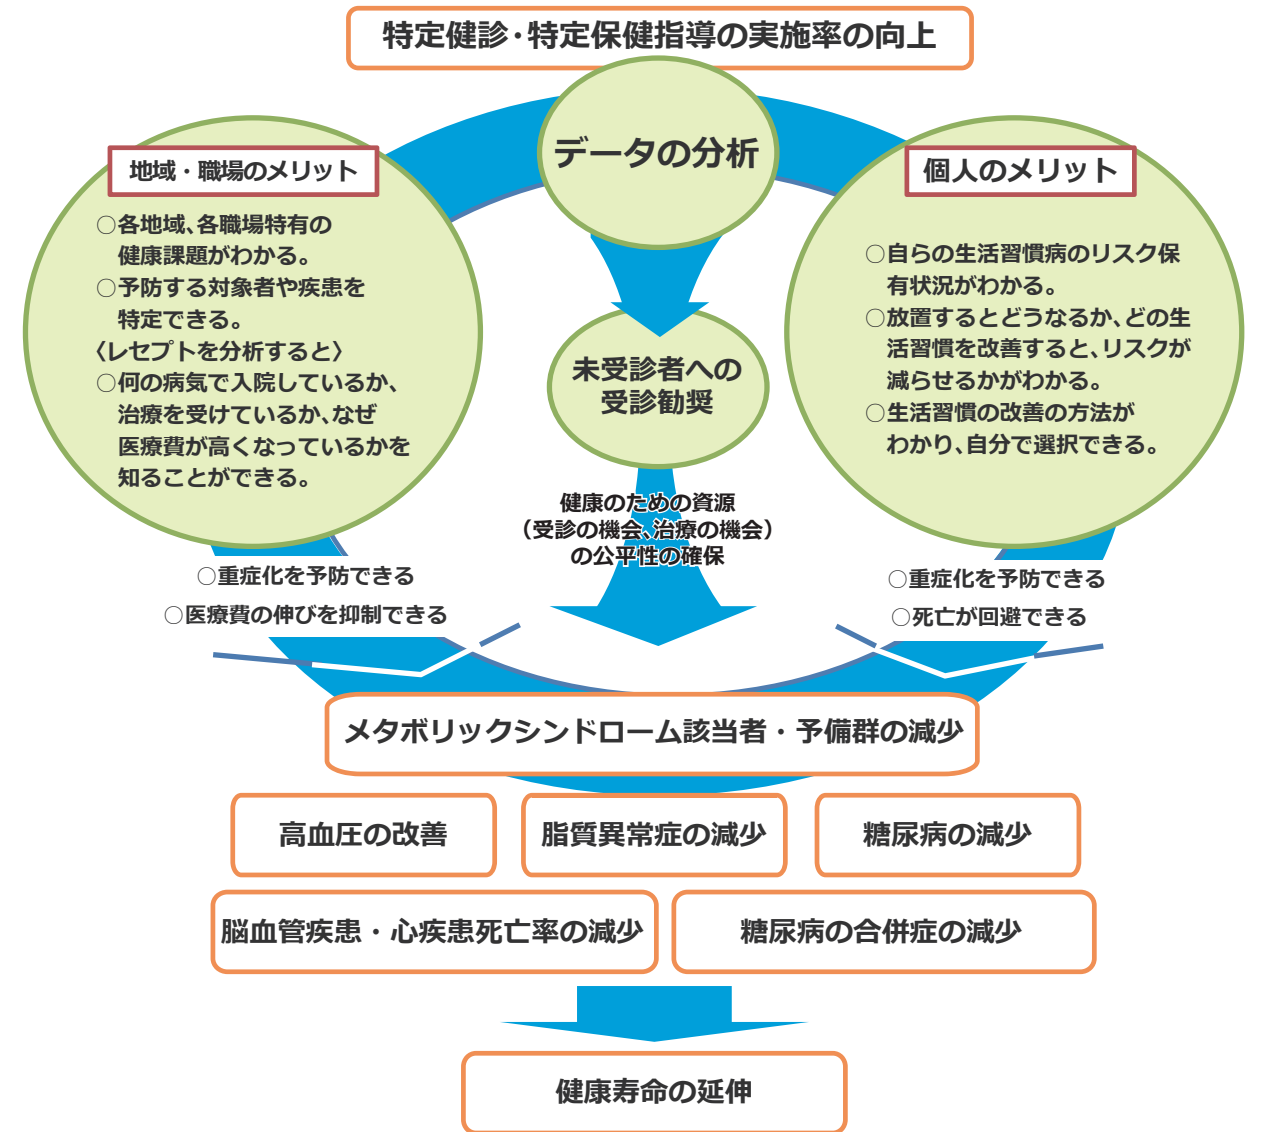 特定健診・特定保健指導の実施率の向上
データの分析
地域・職場のメリット
○各地域、各職場特有の
健康課題がわかる。
○予防する対象者や疾患を
特定できる。
〈レセプトを分析すると〉
○何の病気で入院しているか、
治療を受けているか、なぜ
医療費が高くなっているかを
知ることができる。
○重症化を予防できる
○医療費の伸びを抑制できる
未受診者への
受診勧奨
健康のための資源
（受診の機会、治療の機会）
の公平性の確保
個人のメリット
○自らの生活習慣病のリスク保
有状況がわかる。
○放置するとどうなるか、どの生
活習慣を改善すると、リスクが
減らせるかがわかる。
○生活習慣の改善の方法が
わかり、自分で選択できる。
○重症化を予防できる
○死亡が回避できる
メタボリックシンドローム該当者・予備群の減少
高血圧の改善
脂質異常症の減少
糖尿病の減少
脳血管疾患・心疾患死亡率の減少
糖尿病の合併症の減少
健康寿命の延伸